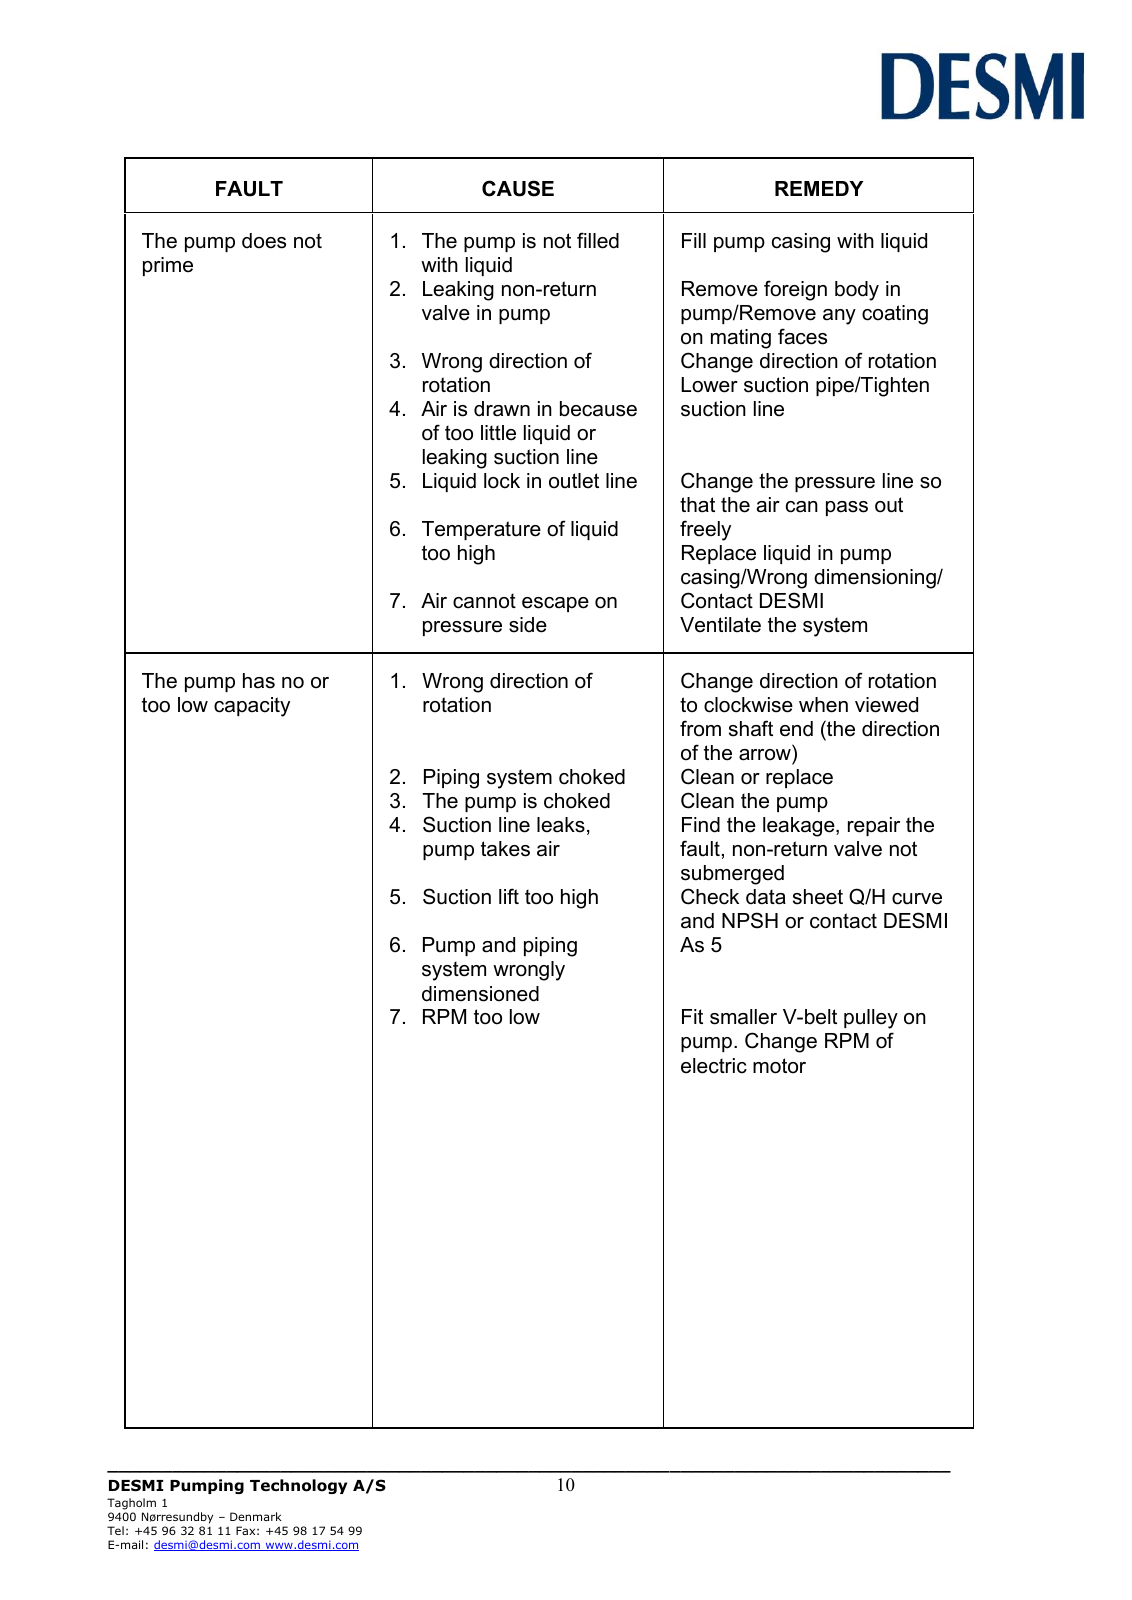 DESMI
FAULT
CAUSE
REMEDY
The pump does not
prime
1. The pump is not filled
with liquid
2. Leaking non-return
valve in pump
3. Wrong direction of
rotation
4. Air is drawn in because
of too little liquid or
leaking suction line
5. Liquid lock in outlet line
6. Temperature of liquid
too high
7. Air cannot escape on
pressure side
Fill pump casing with liquid
Remove foreign body in
pump/Remove any coating
on mating faces
Change direction of rotation
Lower suction pipe/Tighten
suction line
Change the pressure line so
that the air can pass out
freely
Replace liquid in pump
casing/Wrong dimensioning/
Contact DESMI
Ventilate the system
The pump has no or
too low capacity
1. Wrong direction of
rotation
2. Piping system choked
3. The pump is choked
4. Suction line leaks,
pump takes air
5. Suction lift too high
6. Pump and piping
system wrongly
dimensioned
7. RPM too low
Change direction of rotation
to clockwise when viewed
from shaft end (the direction
of the arrow)
Clean or replace
Clean the pump
Find the leakage, repair the
fault, non-return valve not
submerged
Check data sheet Q/H curve
and NPSH or contact DESMI
As 5
Fit smaller V-belt pulley on
pump. Change RPM of
electric motor
DESMI Pumping Technology A/S 10
Tagholm 1
9400 Nørresundby – Denmark
Tel: +45 96 32 81 11 Fax: +45 98 17 54 99
E-mail: desmi@desmi.com www.desmi.com